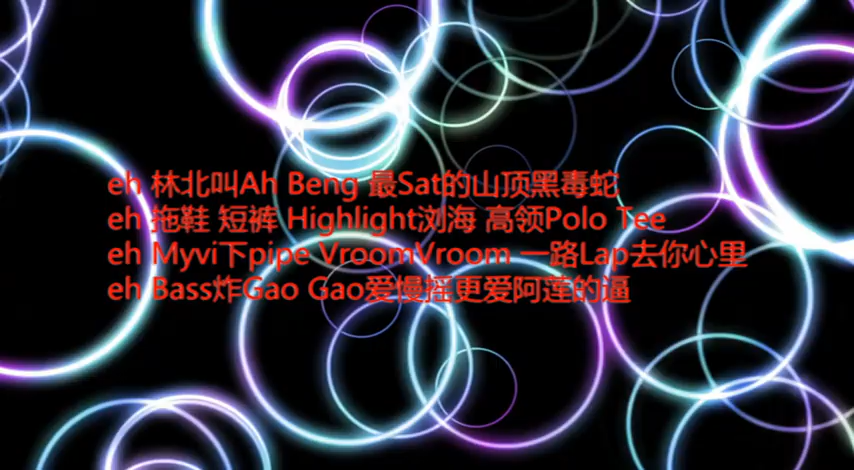 eh 林北叫Ah Beng 最Sat的山顶黑毒蛇
eh 拖鞋 短裤 Highlight浏海 高领Polo Tee
eh Myvi下pipe VroomVroom 一路Lap去你心里
eh Bass炸Gao Gao爱慢摇更爱阿莲的逼